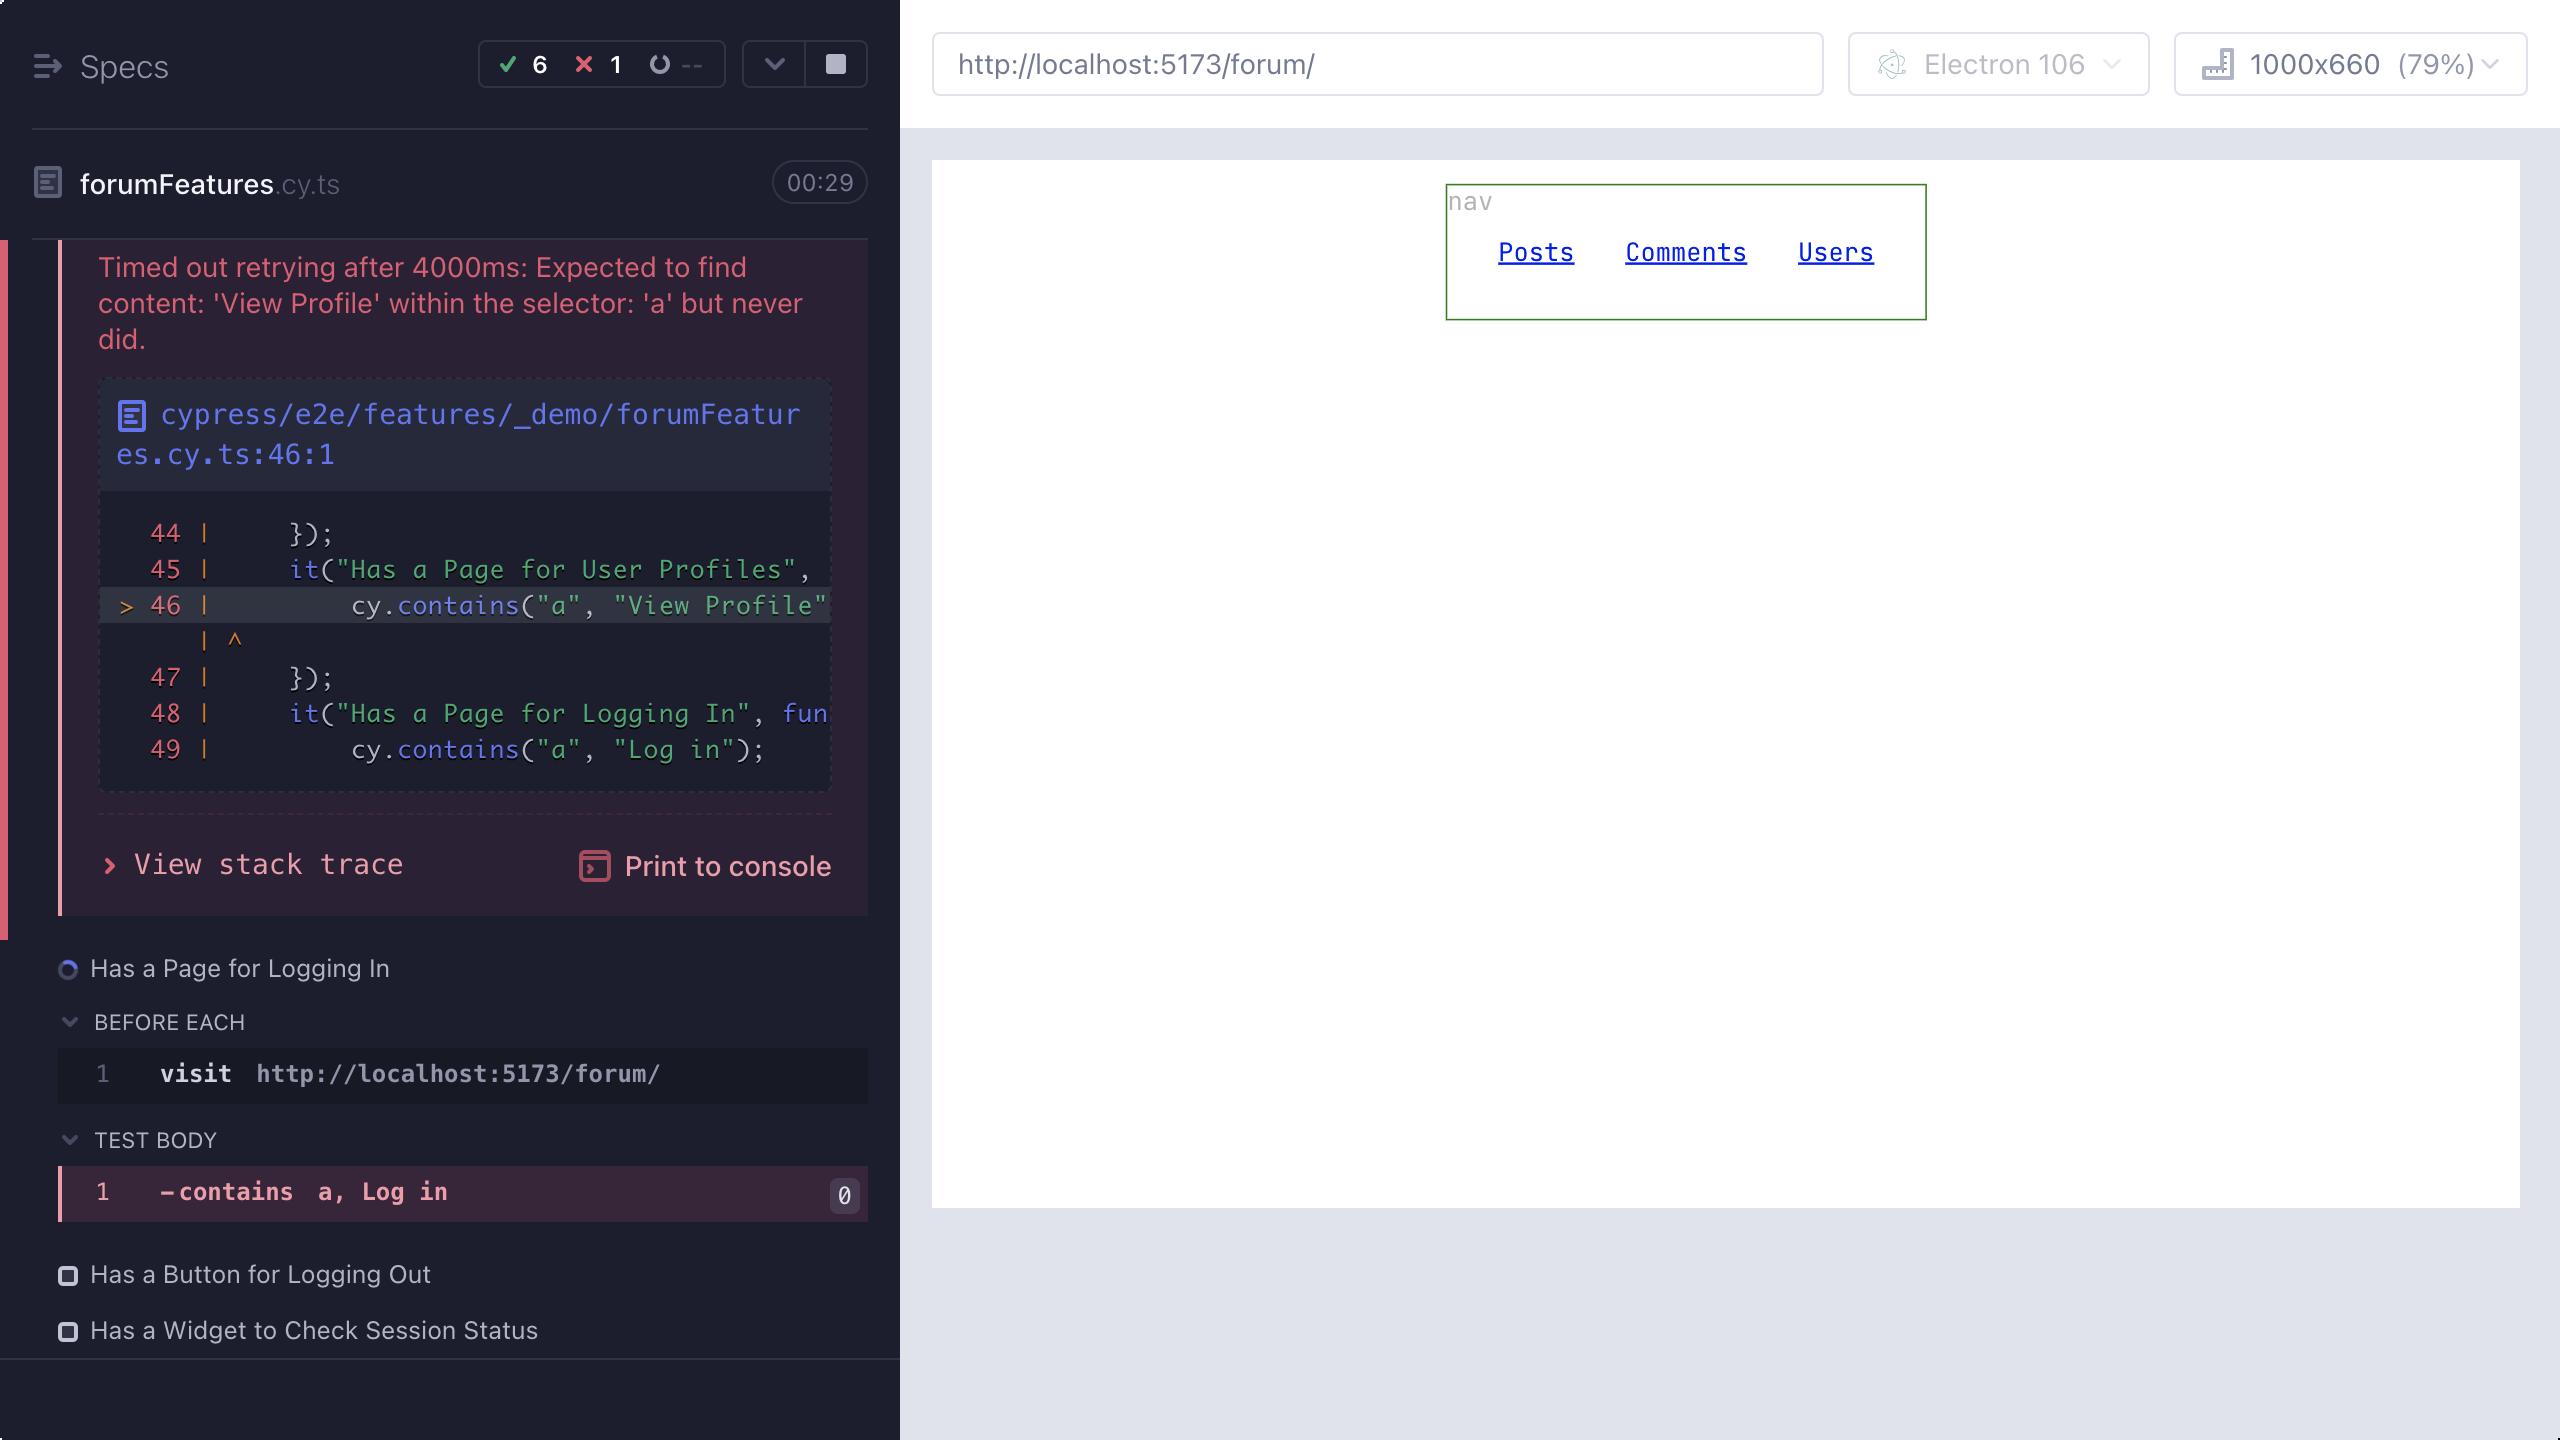 Specs
6 1 --
forumFeatures.cy.ts
00:29
Timed out retrying after 4000ms: Expected to find
content: 'View Profile' within the selector: 'a' but never
did.
cypress/e2e/features/_demo/forumFeatur
es.cy.ts:46:1
44 | });
45 | it("Has a Page for User Profiles",
> 46 | cy.contains("a", "View Profile"
| ^
47 | });
48 | it("Has a Page for Logging In", fun
49 | cy.contains("a", "Log in");
View stack trace
Print to console
Has a Page for Logging In
BEFORE EACH
1 visit http://localhost:5173/forum/
TEST BODY
1 -contains a, Log in 0
Has a Button for Logging Out
Has a Widget to Check Session Status
http://localhost:5173/forum/
Electron 106
1000x660 (79%)
nav
Posts Comments Users